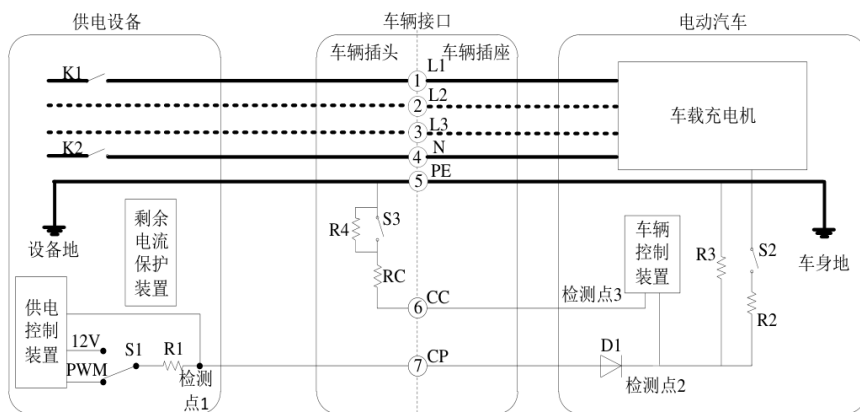 供电设备
车辆接口
电动汽车
车辆插头
车辆插座
K1
1
L1
2
L2
3
L3
K2
4
N
5
PE
车载充电机
设备地
剩余
电流
保护
装置
R4
S3
RC
6
CC
检测点3
车辆
控制
装置
R3
S2
R2
车身地
供电
控制
装置
12V
PWM
S1
R1
检测
点1
7
CP
D1
检测点2